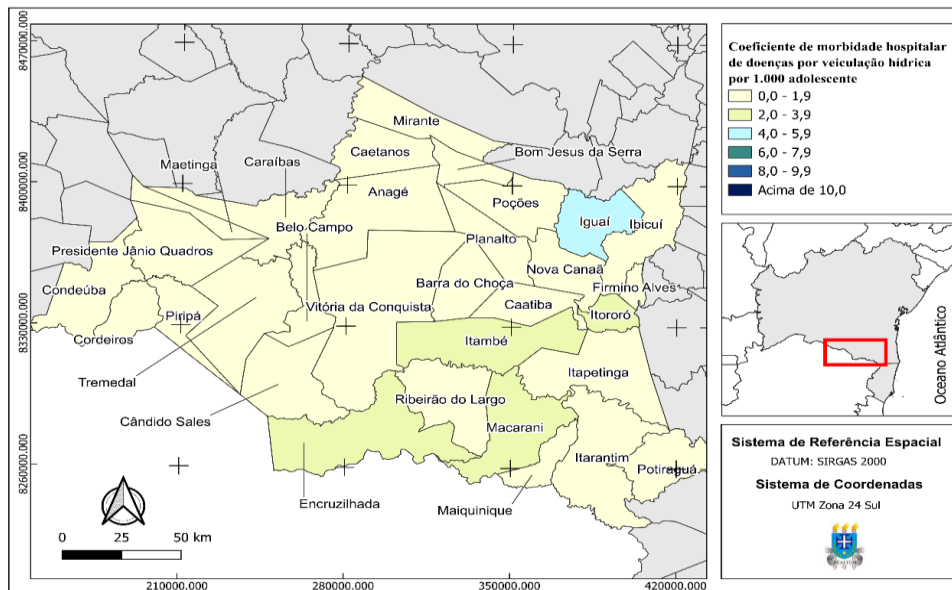 8470000.000
8400000.000
8330000.000
8260000.000
210000.000
280000.000
350000.000
420000.000
Mirante
Bom Jesus da Serra
Caetanos
Maetinga
Caraíbas
Anagé
Poções
Iguaí
Ibicuí
Belo Campo
Planalto
Presidente Jânio Quadros
Nova Canaã
Condeúba
Barra do Choça
Firmino Alves
Vitória da Conquista
Caatiba
Itororó
Piripá
Cordeiros
Itambé
Tremedal
Itapetinga
Ribeirão do Largo
Cândido Sales
Macarani
Itarantim
Potiraguá
Encruzilhada
Maiquinique
0 25 50 km
Coeficiente de morbidade hospitalar
de doenças por veiculação hídrica
por 1.000 adolescente
0,0 - 1,9
2,0 - 3,9
4,0 - 5,9
6,0 - 7,9
8,0 - 9,9
Acima de 10,0
Oceano Atlântico
Sistema de Referência Espacial
DATUM: SIRGAS 2000
Sistema de Coordenadas
UTM Zona 24 Sul